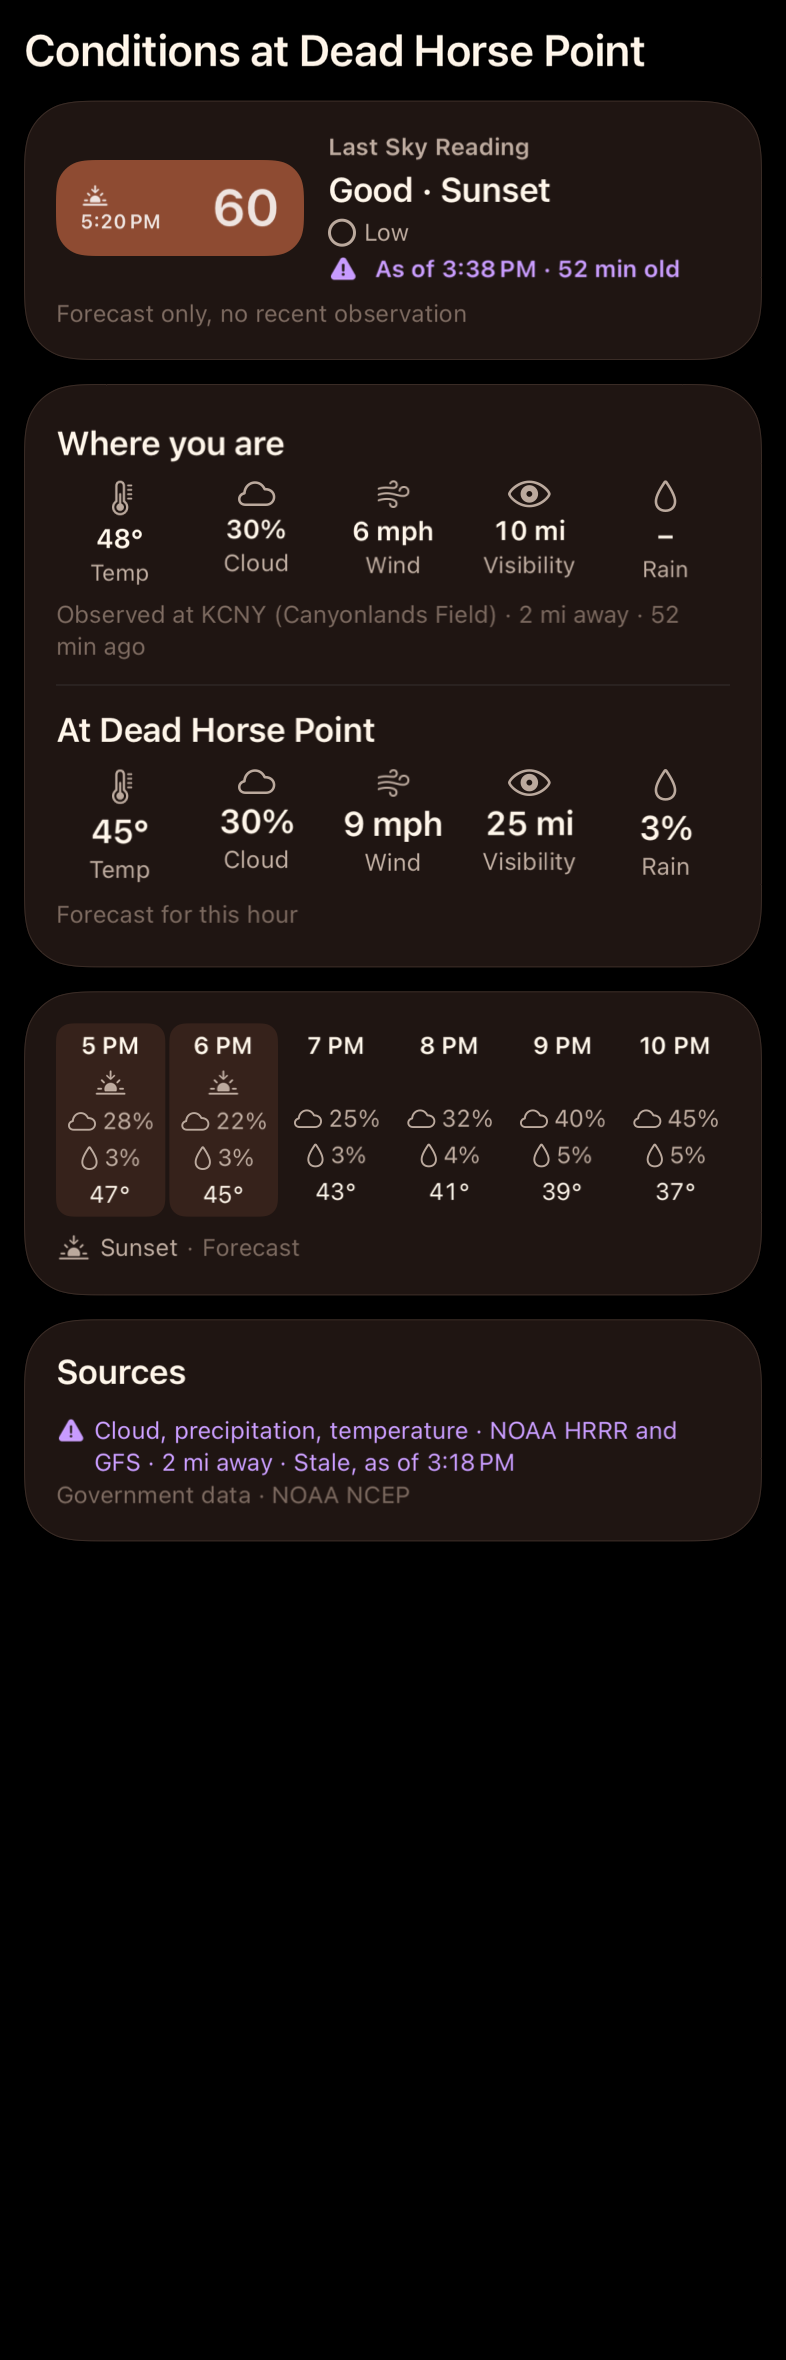 Conditions at Dead Horse Point
Last Sky Reading
5:20 PM
60
Good · Sunset
Low
As of 3:38 PM · 52 min old
Forecast only, no recent observation
Where you are
48° 30% 6 mph 10 mi –
Temp Cloud Wind Visibility Rain
Observed at KCNY (Canyonlands Field) · 2 mi away · 52
min ago
At Dead Horse Point
45° 30% 9 mph 25 mi 3%
Temp Cloud Wind Visibility Rain
Forecast for this hour
5 PM 6 PM 7 PM 8 PM 9 PM 10 PM
28% 22% 25% 32% 40% 45%
3% 3% 3% 4% 5% 5%
47° 45° 43° 41° 39° 37°
Sunset · Forecast
Sources
Cloud, precipitation, temperature · NOAA HRRR and
GFS · 2 mi away · Stale, as of 3:18 PM
Government data · NOAA NCEP